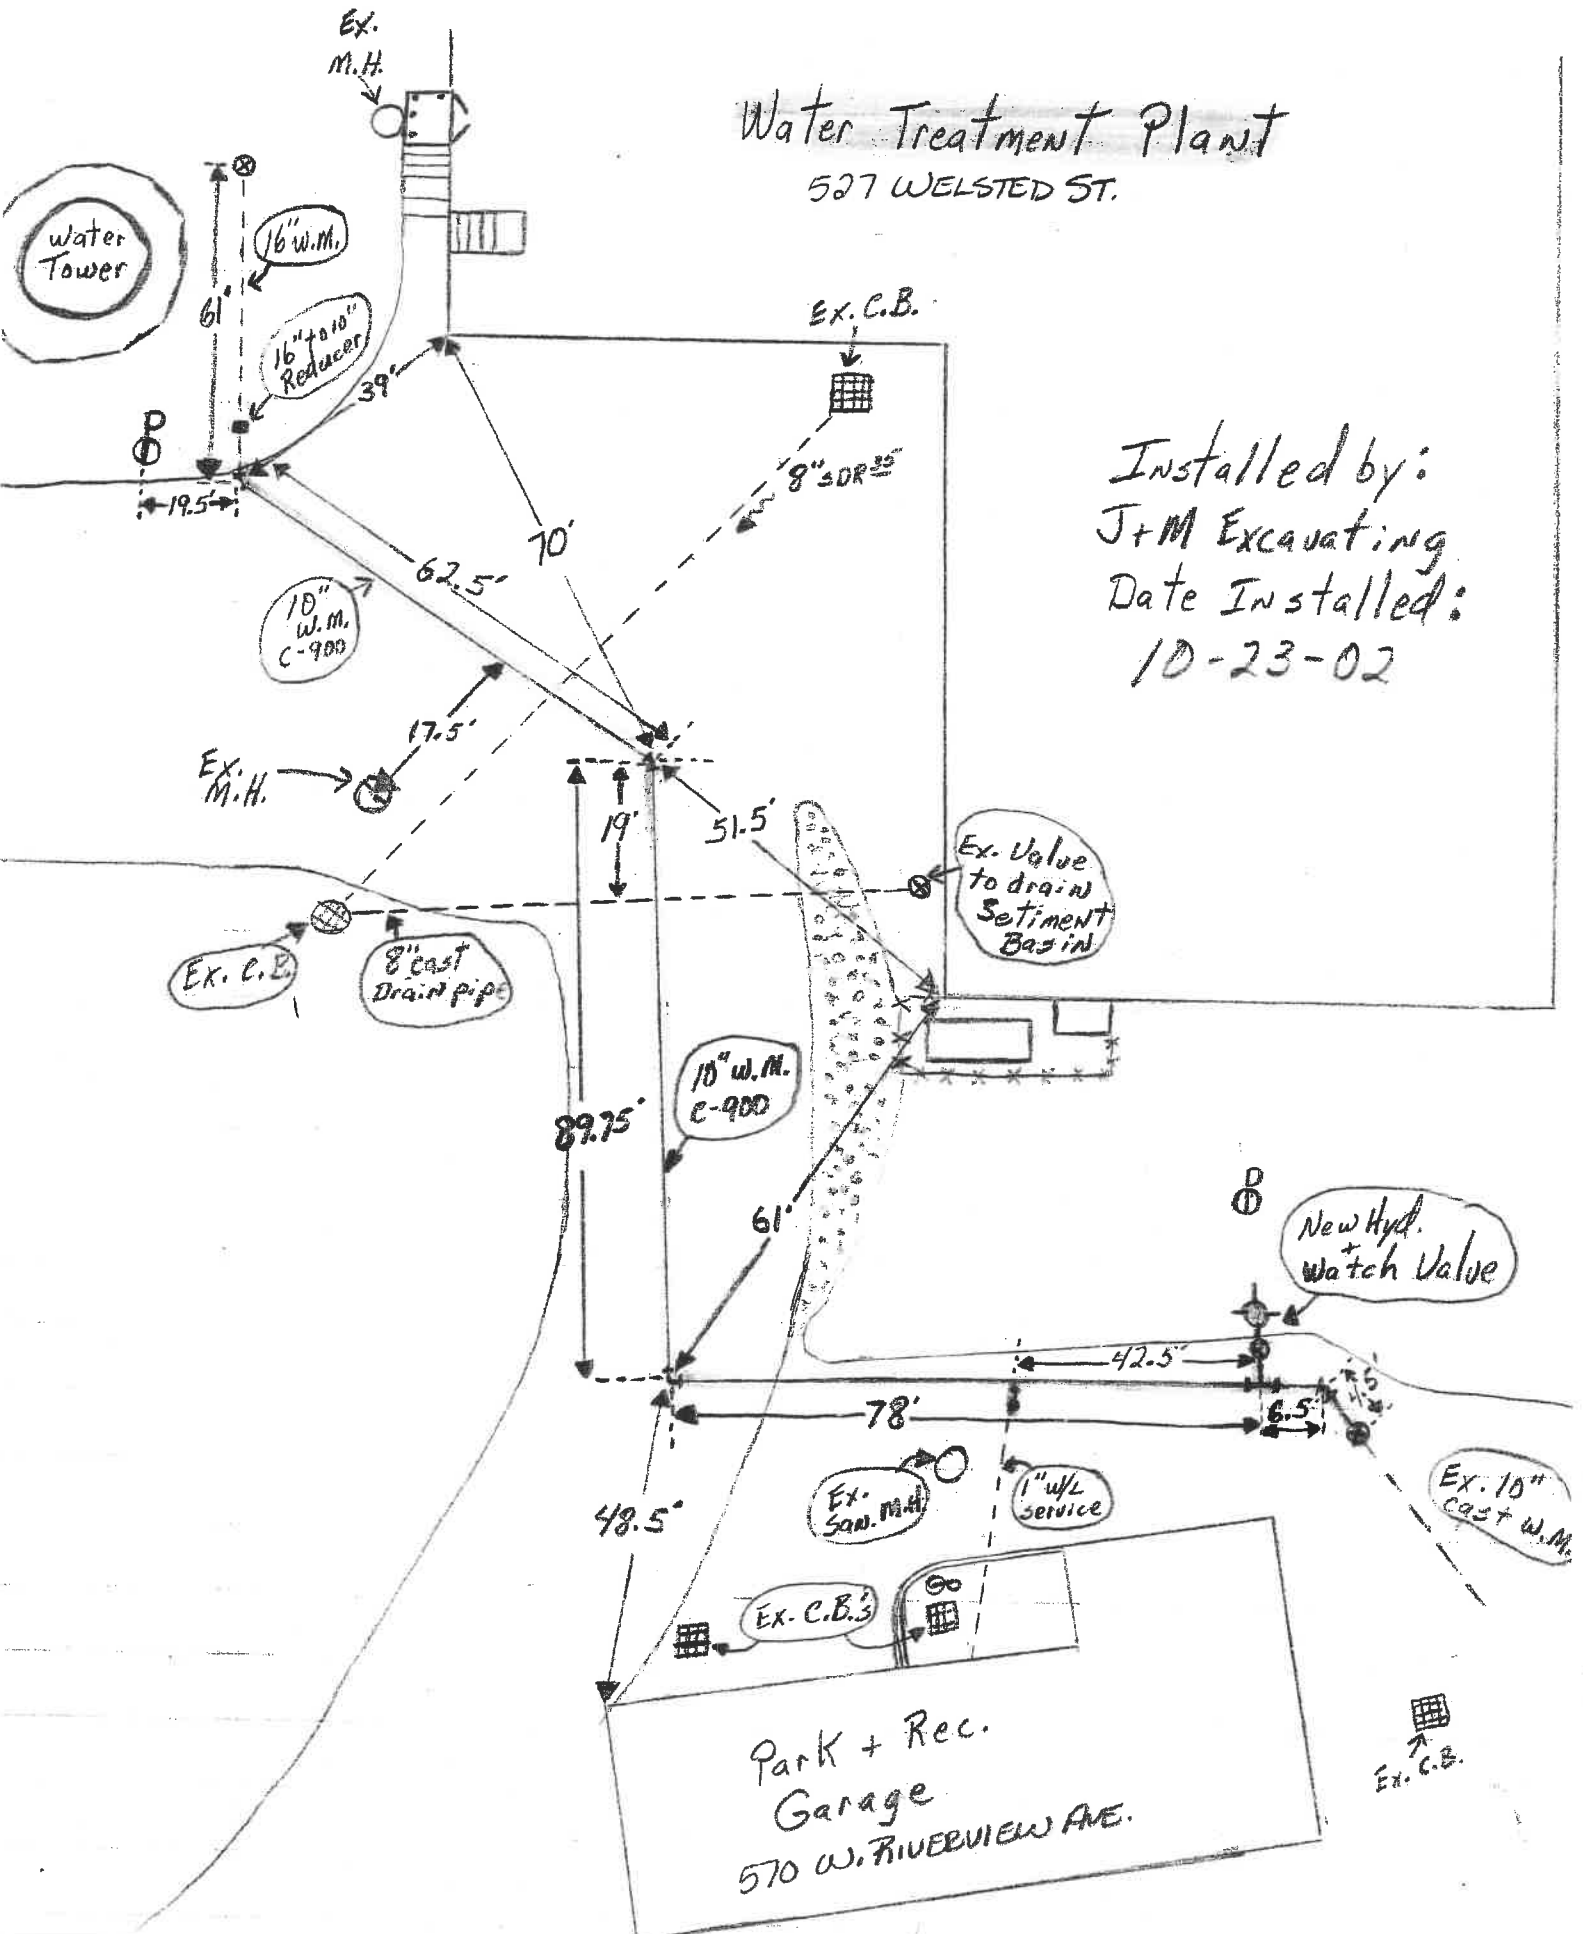 Ex.
M.H.
Water Treatment Plant
527 WELSTED ST.
Water
Tower
16" W.M.
61'
16" to 10"
Reducer
39'
Ex. C.B.
P
19.5'
8" SDR 35
70'
62.5'
10"
W.M.
C-900
Installed by:
J+M Excavating
Date Installed:
10-23-02
17.5'
Ex.
M.H.
19'
51.5'
Ex. Value
to drain
Setiment
Basin
Ex. C.B.
8" cast
Drain pipe
10" W.M.
C-900
89.75'
61'
P
New Hyd.
+
Watch Value
42.5'
78'
6.5'
48.5'
Ex.
San. M.H.
1" W/L
service
Ex. 10"
cast W.M.
Ex. C.B.'s
Park + Rec.
Garage
570 W. RIVERVIEW AVE.
Ex. C.B.